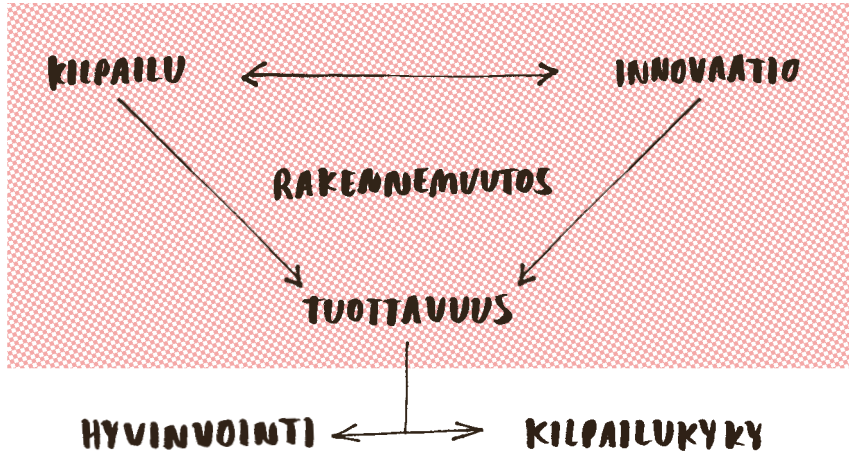 KILPAILU INNOVAATIO
RAKENNEMUUTOS
TUOTTAVUUS
HYVINVOINTI KILPAILUKYKY